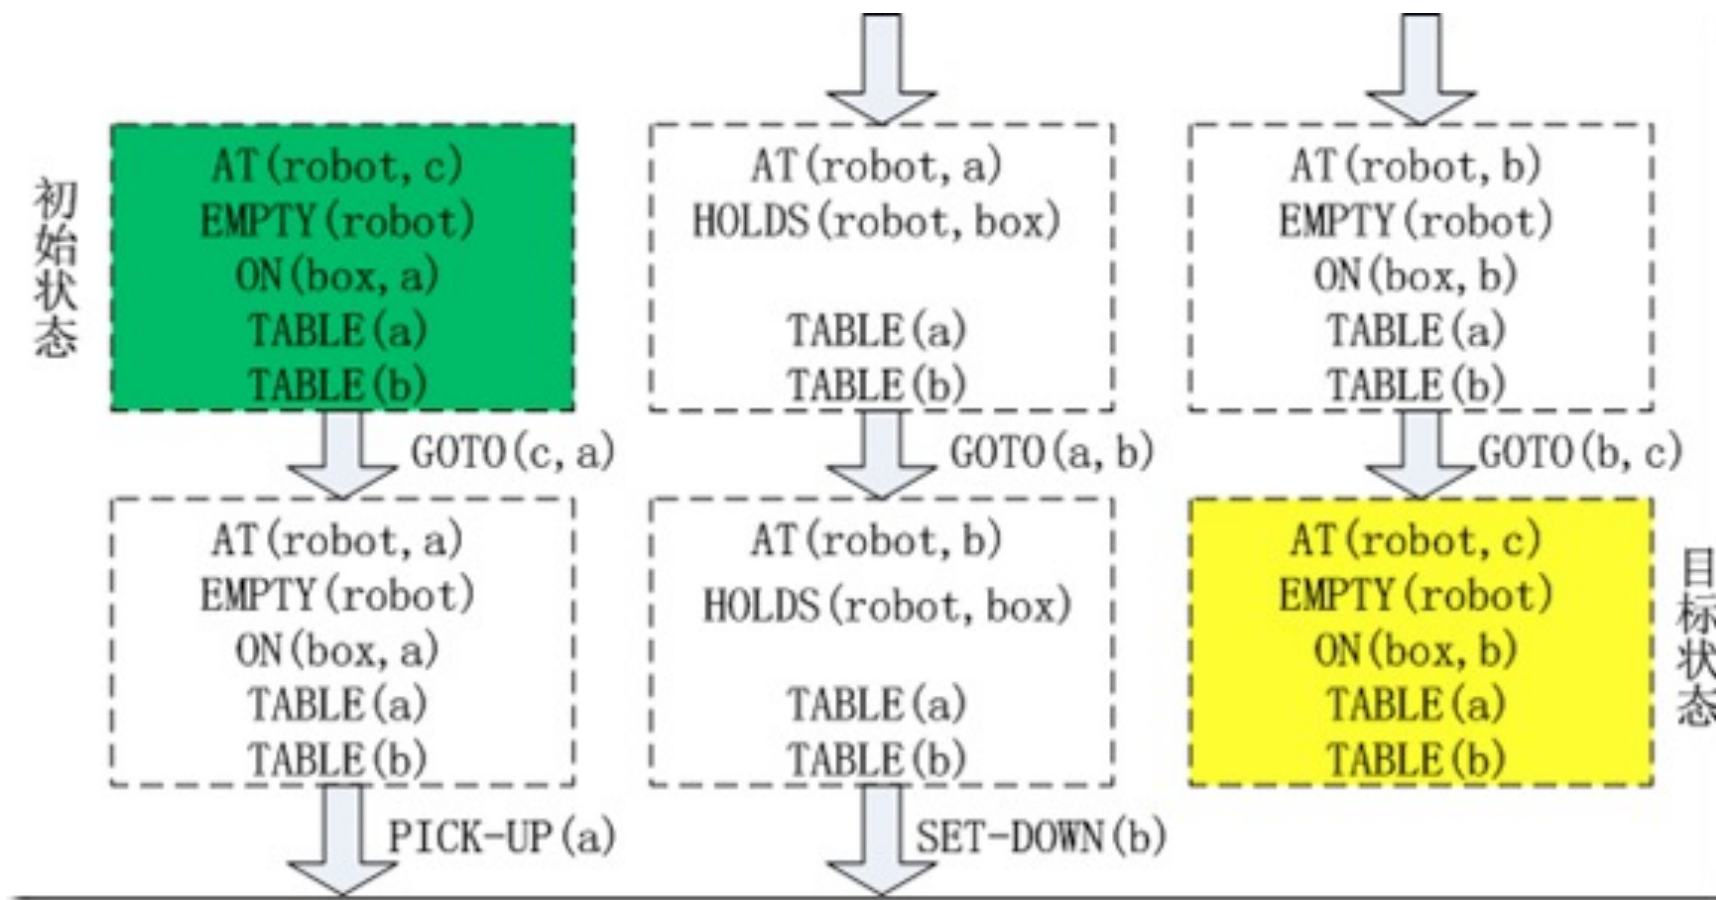 初始状态
AT(robot,c)
EMPTY(robot)
ON(box,a)
TABLE(a)
TABLE(b)
GOTO(c,a)
AT(robot,a)
EMPTY(robot)
ON(box,a)
TABLE(a)
TABLE(b)
PICK-UP(a)
AT(robot,a)
HOLDS(robot,box)
TABLE(a)
TABLE(b)
GOTO(a,b)
AT(robot,b)
HOLDS(robot,box)
TABLE(a)
TABLE(b)
SET-DOWN(b)
AT(robot,b)
EMPTY(robot)
ON(box,b)
TABLE(a)
TABLE(b)
GOTO(b,c)
AT(robot,c)
EMPTY(robot)
ON(box,b)
TABLE(a)
TABLE(b)
目标状态